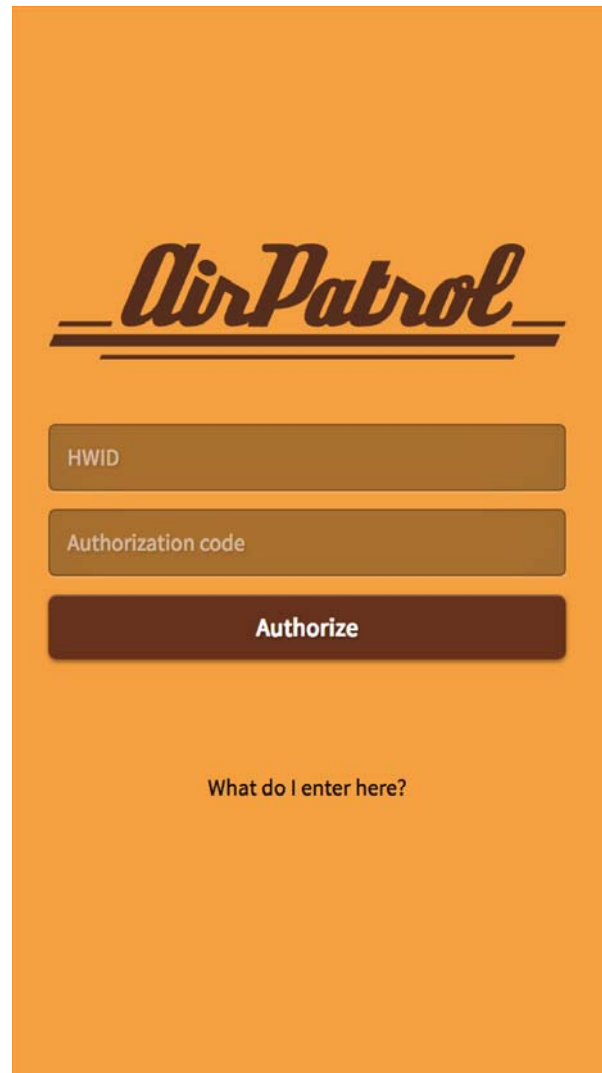 AirPatrol
HWID
Authorization code
Authorize
What do I enter here?